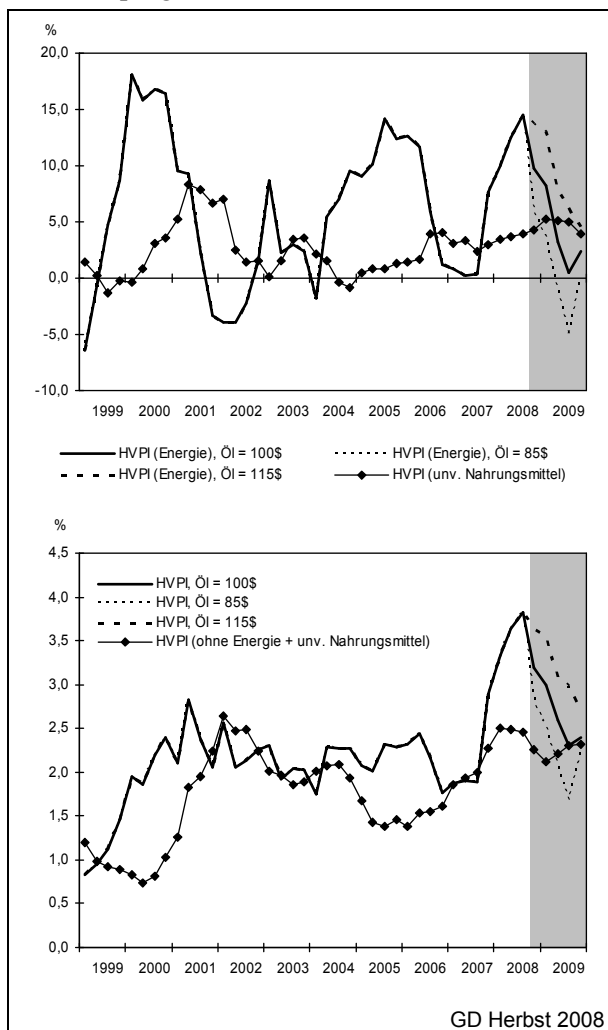 %
20,0
15,0
10,0
5,0
0,0
-5,0
-10,0
1999 2000 2001 2002 2003 2004 2005 2006 2007 2008 2009
HVPI (Energie), Öl = 100$ HVPI (Energie), Öl = 85$
HVPI (Energie), Öl = 115$ HVPI (unv. Nahrungsmittel)
%
4,5
HVPI, Öl = 100$
4,0
HVPI, Öl = 85$
HVPI, Öl = 115$
3,5
HVPI (ohne Energie + unv. Nahrungsmittel)
3,0
2,5
2,0
1,5
1,0
0,5
0,0
1999 2000 2001 2002 2003 2004 2005 2006 2007 2008 2009
GD Herbst 2008